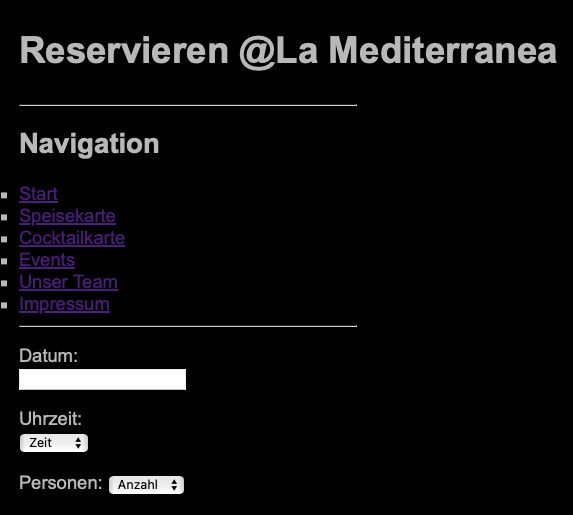 Reservieren @La Mediterranea
Navigation
Start
Speisekarte
Cocktailkarte
Events
Unser Team
Impressum
Datum:
Uhrzeit:
Zeit
Personen: Anzahl